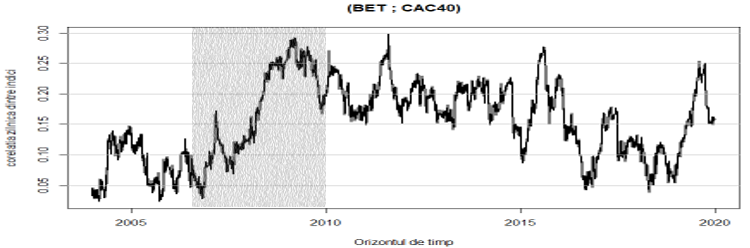 (BET ; CAC40)
corelatia zilnica dintre indici
0.30
0.25
0.20
0.15
0.10
0.05
2005 2010 2015 2020
Orizontul de timp